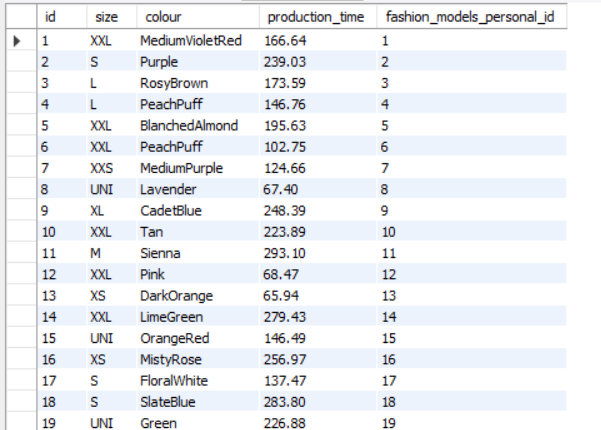 id size colour production_time fashion_models_personal_id
1 XXL MediumVioletRed 166.64 1
2 S Purple 239.03 2
3 L RosyBrown 173.59 3
4 L PeachPuff 146.76 4
5 XXL BlanchedAlmond 195.63 5
6 XXL PeachPuff 102.75 6
7 XXS MediumPurple 124.66 7
8 UNI Lavender 67.40 8
9 XL CadetBlue 248.39 9
10 XXL Tan 223.89 10
11 M Sienna 293.10 11
12 XXL Pink 68.47 12
13 XS DarkOrange 65.94 13
14 XXL LimeGreen 279.43 14
15 UNI OrangeRed 146.49 15
16 XS MistyRose 256.97 16
17 S FloralWhite 137.47 17
18 S SlateBlue 283.80 18
19 UNI Green 226.88 19